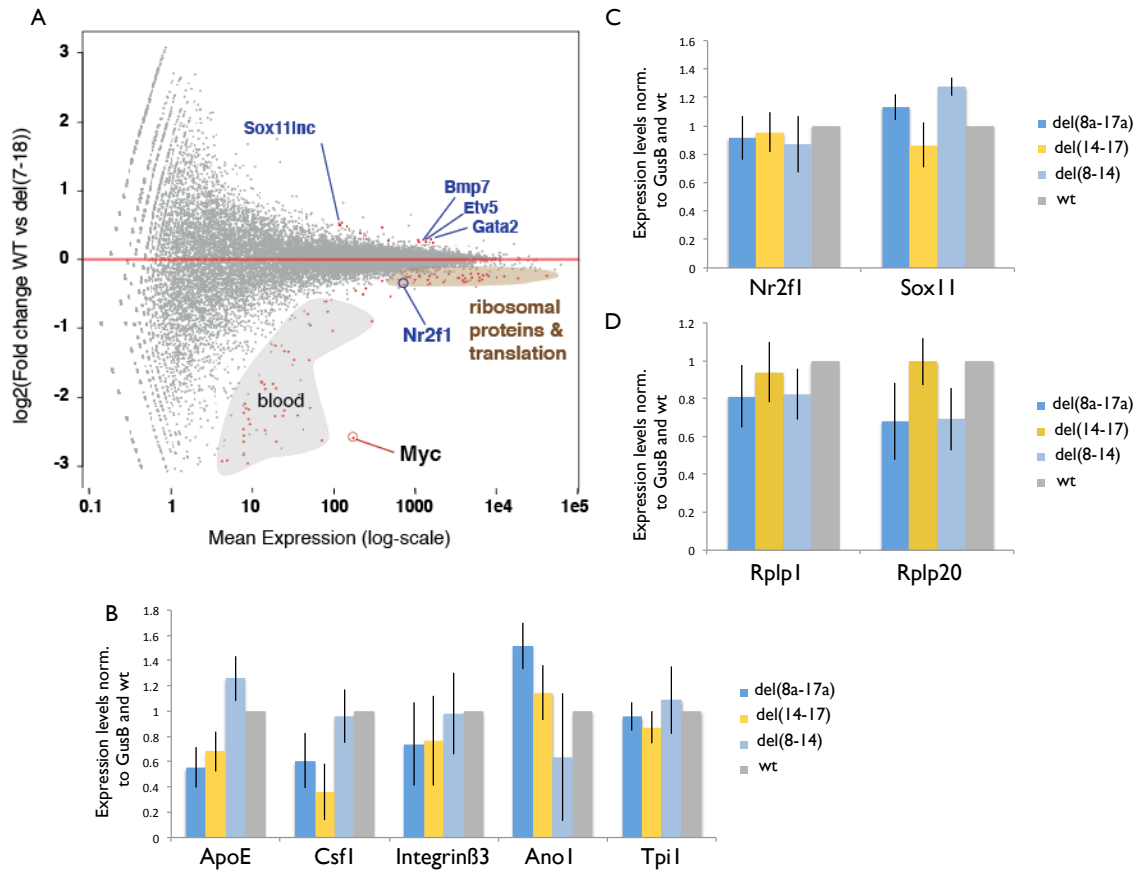 A
log2(Fold change WT vs del(7-18))
3
2
1
0
-1
-2
-3
Sox11lnc
Bmp7
Etv5
Gata2
Nr2f1
ribosomal
proteins &
translation
blood
Myc
0.1
1
10
100
1000
1e4
1e5
Mean Expression (log-scale)
C
Expression levels norm.
to GusB and wt
1.6
1.4
1.2
1
0.8
0.6
0.4
0.2
0
Nr2f1
Sox11
del(8a-17a)
del(14-17)
del(8-14)
wt
D
Expression levels norm.
to GusB and wt
1.2
1
0.8
0.6
0.4
0.2
0
Rplp1
Rplp20
del(8a-17a)
del(14-17)
del(8-14)
wt
B
Expression levels norm.
to GusB and wt
1.8
1.6
1.4
1.2
1
0.8
0.6
0.4
0.2
0
ApoE
Csf1
Integrinß3
Ano1
Tpi1
del(8a-17a)
del(14-17)
del(8-14)
wt